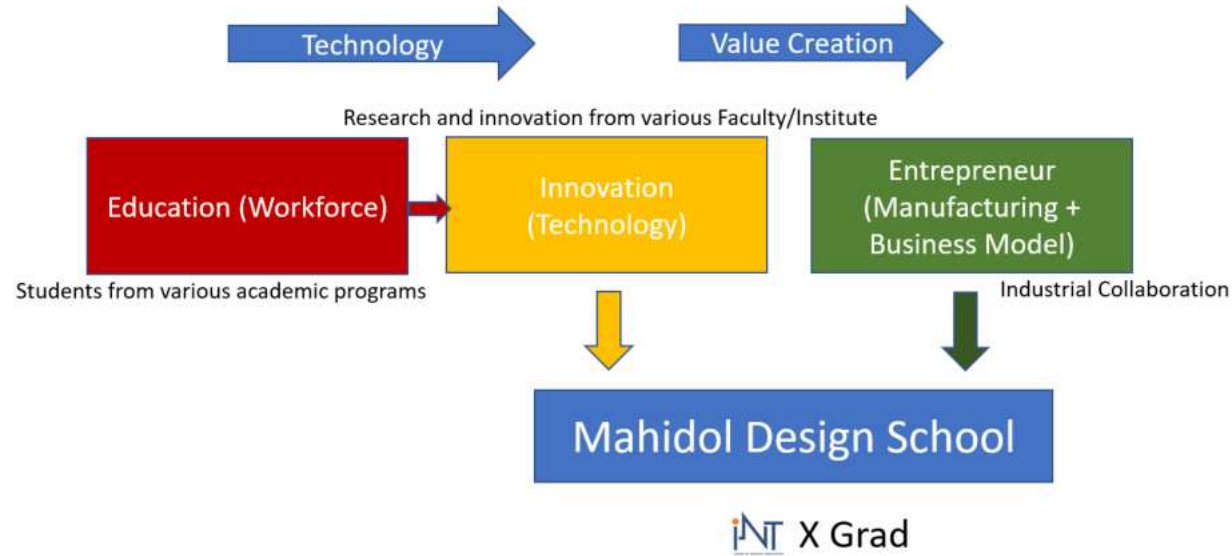 Technology
Value Creation
Research and innovation from various Faculty/Institute
Education (Workforce)
Innovation
(Technology)
Entrepreneur
(Manufacturing +
Business Model)
Students from various academic programs
Industrial Collaboration
Mahidol Design School
iNT X Grad